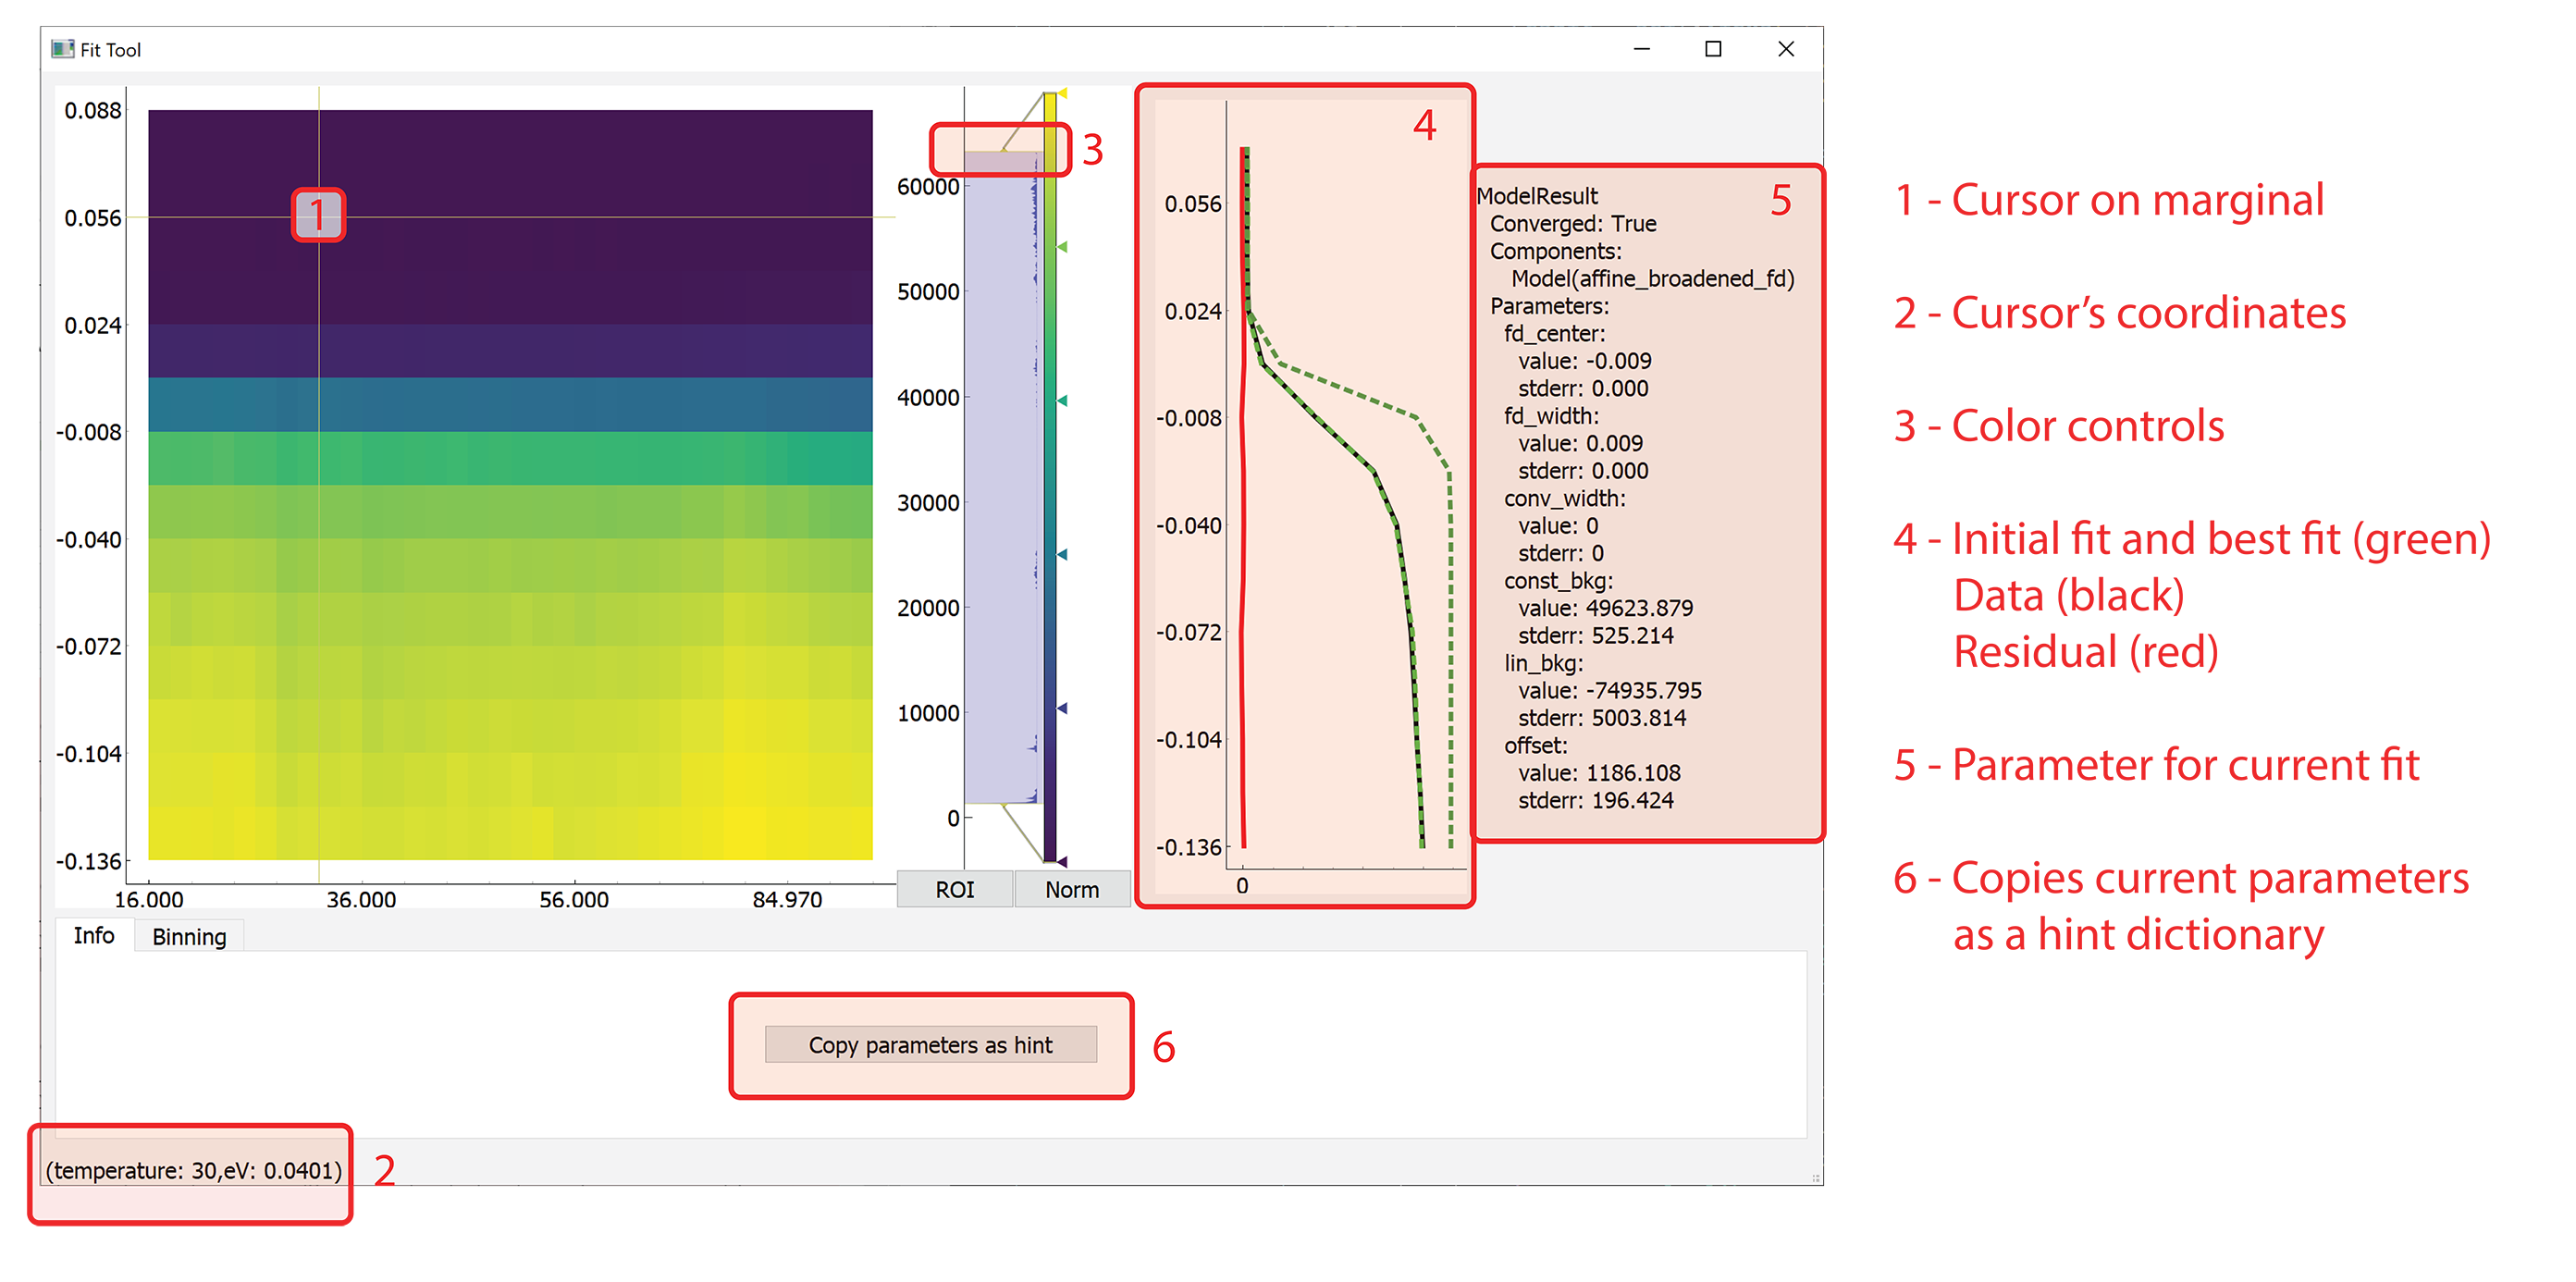 Fit Tool
0.088
0.056
0.024
-0.008
-0.040
-0.072
-0.104
-0.136
16.000 36.000 56.000 84.970
1
60000
50000
40000
30000
20000
10000
0
3
ROI Norm
4
0.056
0.024
-0.008
-0.040
-0.072
-0.104
-0.136
0
5
ModelResult
Converged: True
Components:
Model(affine_broadened_fd)
Parameters:
fd_center:
value: -0.009
stderr: 0.000
fd_width:
value: 0.009
stderr: 0.000
conv_width:
value: 0
stderr: 0
const_bkg:
value: 49623.879
stderr: 525.214
lin_bkg:
value: -74935.795
stderr: 5003.814
offset:
value: 1186.108
stderr: 196.424
Info Binning
Copy parameters as hint
6
(temperature: 30,eV: 0.0401)
2
1 - Cursor on marginal
2 - Cursor’s coordinates
3 - Color controls
4 - Initial fit and best fit (green)
Data (black)
Residual (red)
5 - Parameter for current fit
6 - Copies current parameters
as a hint dictionary